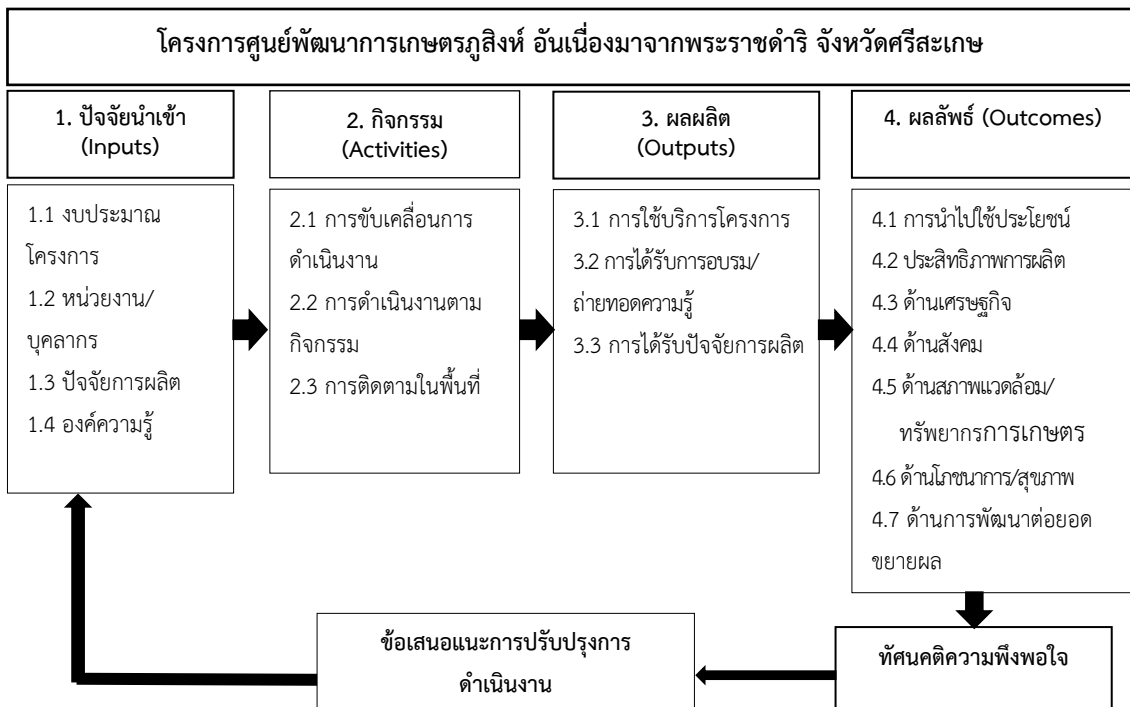 โครงการศูนย์พัฒนาการเกษตรภูสิงห์ อันเนื่องมาจากพระราชดำริ จังหวัดศรีสะเกษ
1. ปัจจัยนำเข้า
(Inputs)
2. กิจกรรม
(Activities)
3. ผลผลิต
(Outputs)
4. ผลลัพธ์ (Outcomes)
1.1 งบประมาณ
โครงการ
1.2 หน่วยงาน/
บุคลากร
1.3 ปัจจัยการผลิต
1.4 องค์ความรู้
2.1 การขับเคลื่อนการ
ดำเนินงาน
2.2 การดำเนินงานตาม
กิจกรรม
2.3 การติดตามในพื้นที่
3.1 การใช้บริการโครงการ
3.2 การได้รับการอบรม/
ถ่ายทอดความรู้
3.3 การได้รับปัจจัยการผลิต
4.1 การนำไปใช้ประโยชน์
4.2 ประสิทธิภาพการผลิต
4.3 ด้านเศรษฐกิจ
4.4 ด้านสังคม
4.5 ด้านสภาพแวดล้อม/
ทรัพยากรการเกษตร
4.6 ด้านโภชนาการ/สุขภาพ
4.7 ด้านการพัฒนาต่อยอด
ขยายผล
ทัศนคติความพึงพอใจ
ข้อเสนอแนะการปรับปรุงการ
ดำเนินงาน